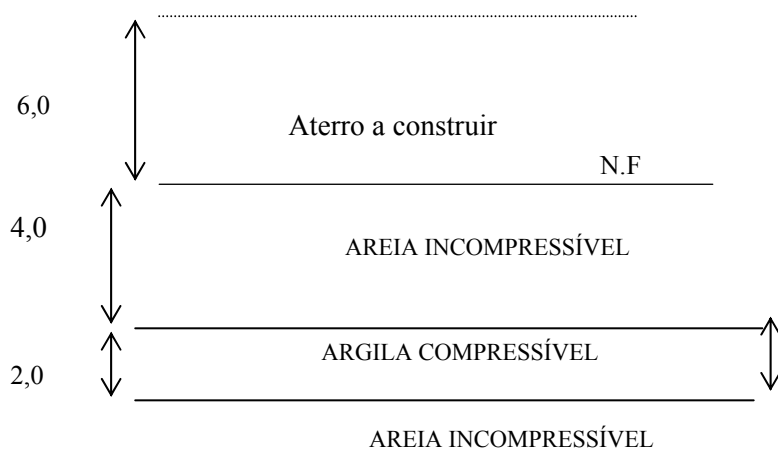 6,0
Aterro a construir
N.F
4,0
AREIA INCOMPRESSÍVEL
ARGILA COMPRESSÍVEL
2,0
AREIA INCOMPRESSÍVEL